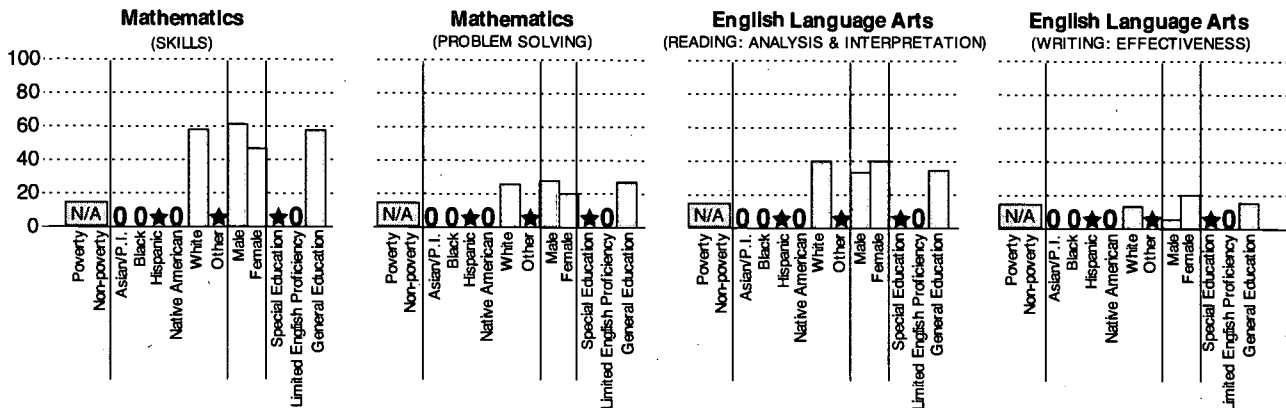 Mathematics
(SKILLS)
100
80
60
40
20
0
N/A
0 0 ★ 0 ★ ★ 0
Poverty
Non-poverty
Asian/P.I.
Black
Hispanic
Native American
White
Other
Male
Female
Special Education
Limited English Proficiency
General Education
Mathematics
(PROBLEM SOLVING)
N/A
0 0 ★ 0 ★ ★ 0
Poverty
Non-poverty
Asian/P.I.
Black
Hispanic
Native American
White
Other
Male
Female
Special Education
Limited English Proficiency
General Education
English Language Arts
(READING: ANALYSIS & INTERPRETATION)
N/A
0 0 ★ 0 ★ ★ 0
Poverty
Non-poverty
Asian/P.I.
Black
Hispanic
Native American
White
Other
Male
Female
Special Education
Limited English Proficiency
General Education
English Language Arts
(WRITING: EFFECTIVENESS)
N/A
0 0 ★ 0 ★ ★ 0
Poverty
Non-poverty
Asian/P.I.
Black
Hispanic
Native American
White
Other
Male
Female
Special Education
Limited English Proficiency
General Education